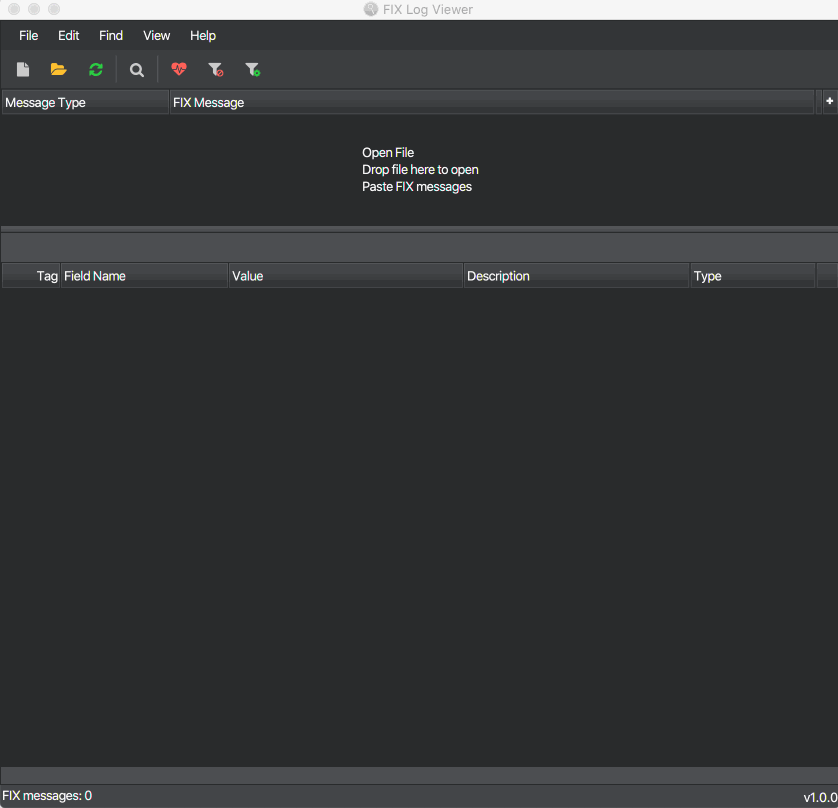 FIX Log Viewer
File Edit Find View Help
Message Type FIX Message +
Open File
Drop file here to open
Paste FIX messages
Tag Field Name Value Description Type
FIX messages: 0 v1.0.0